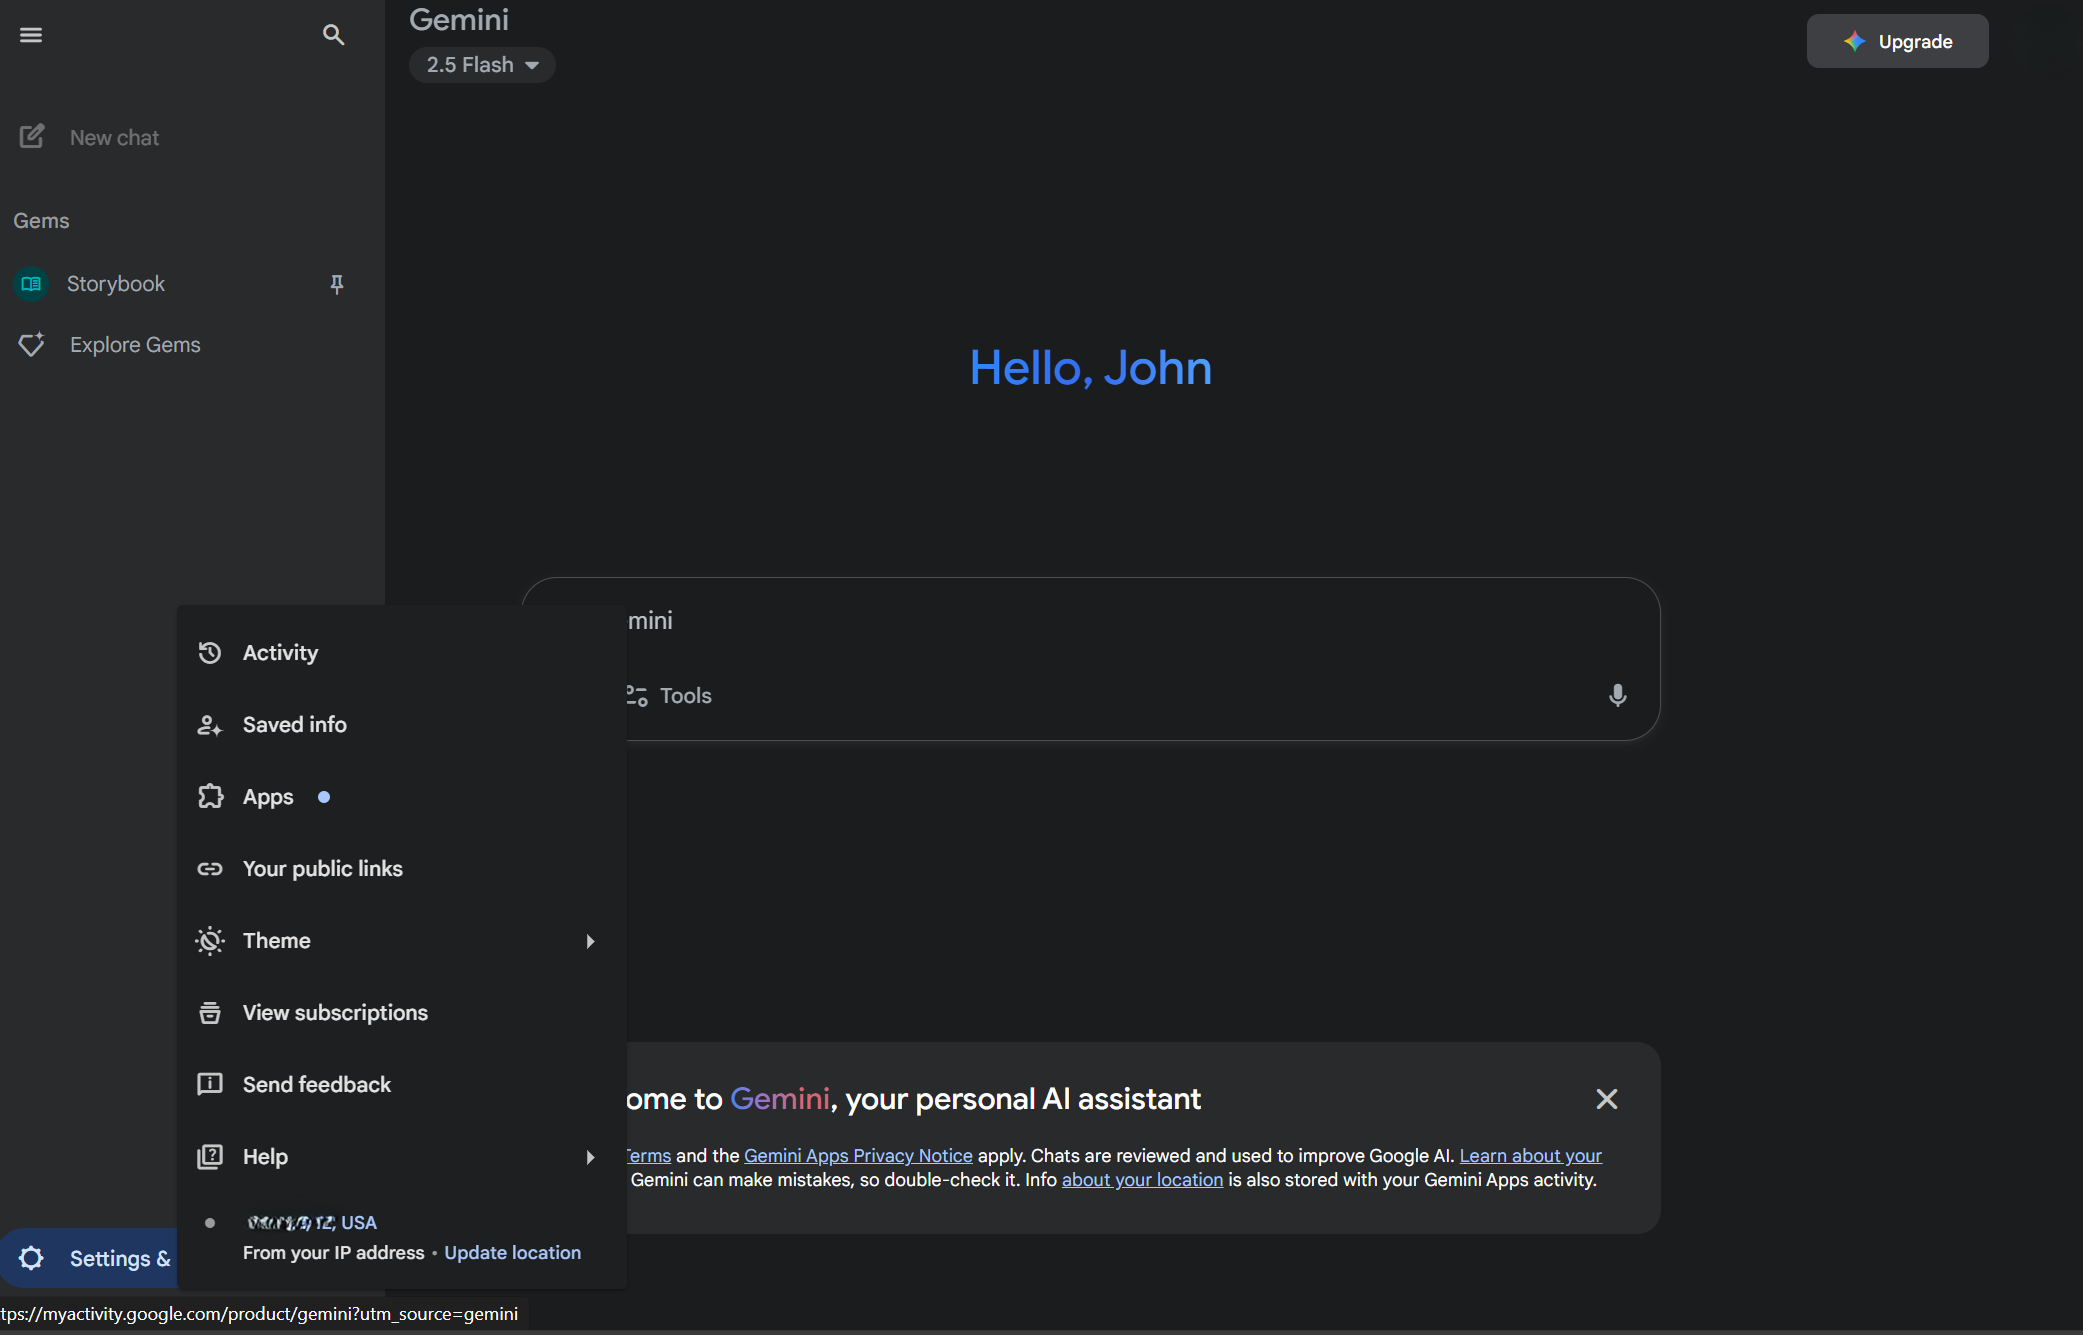 Gemini
2.5 Flash
Upgrade
New chat
Gems
Storybook
Explore Gems
Hello, John
mini
Tools
Activity
Saved info
Apps
Your public links
Theme
View subscriptions
Send feedback
Help
USA
From your IP address • Update location
Settings &
ome to Gemini, your personal AI assistant
Terms and the Gemini Apps Privacy Notice apply. Chats are reviewed and used to improve Google AI. Learn about your
Gemini can make mistakes, so double-check it. Info about your location is also stored with your Gemini Apps activity.
tps://myactivity.google.com/product/gemini?utm_source=gemini